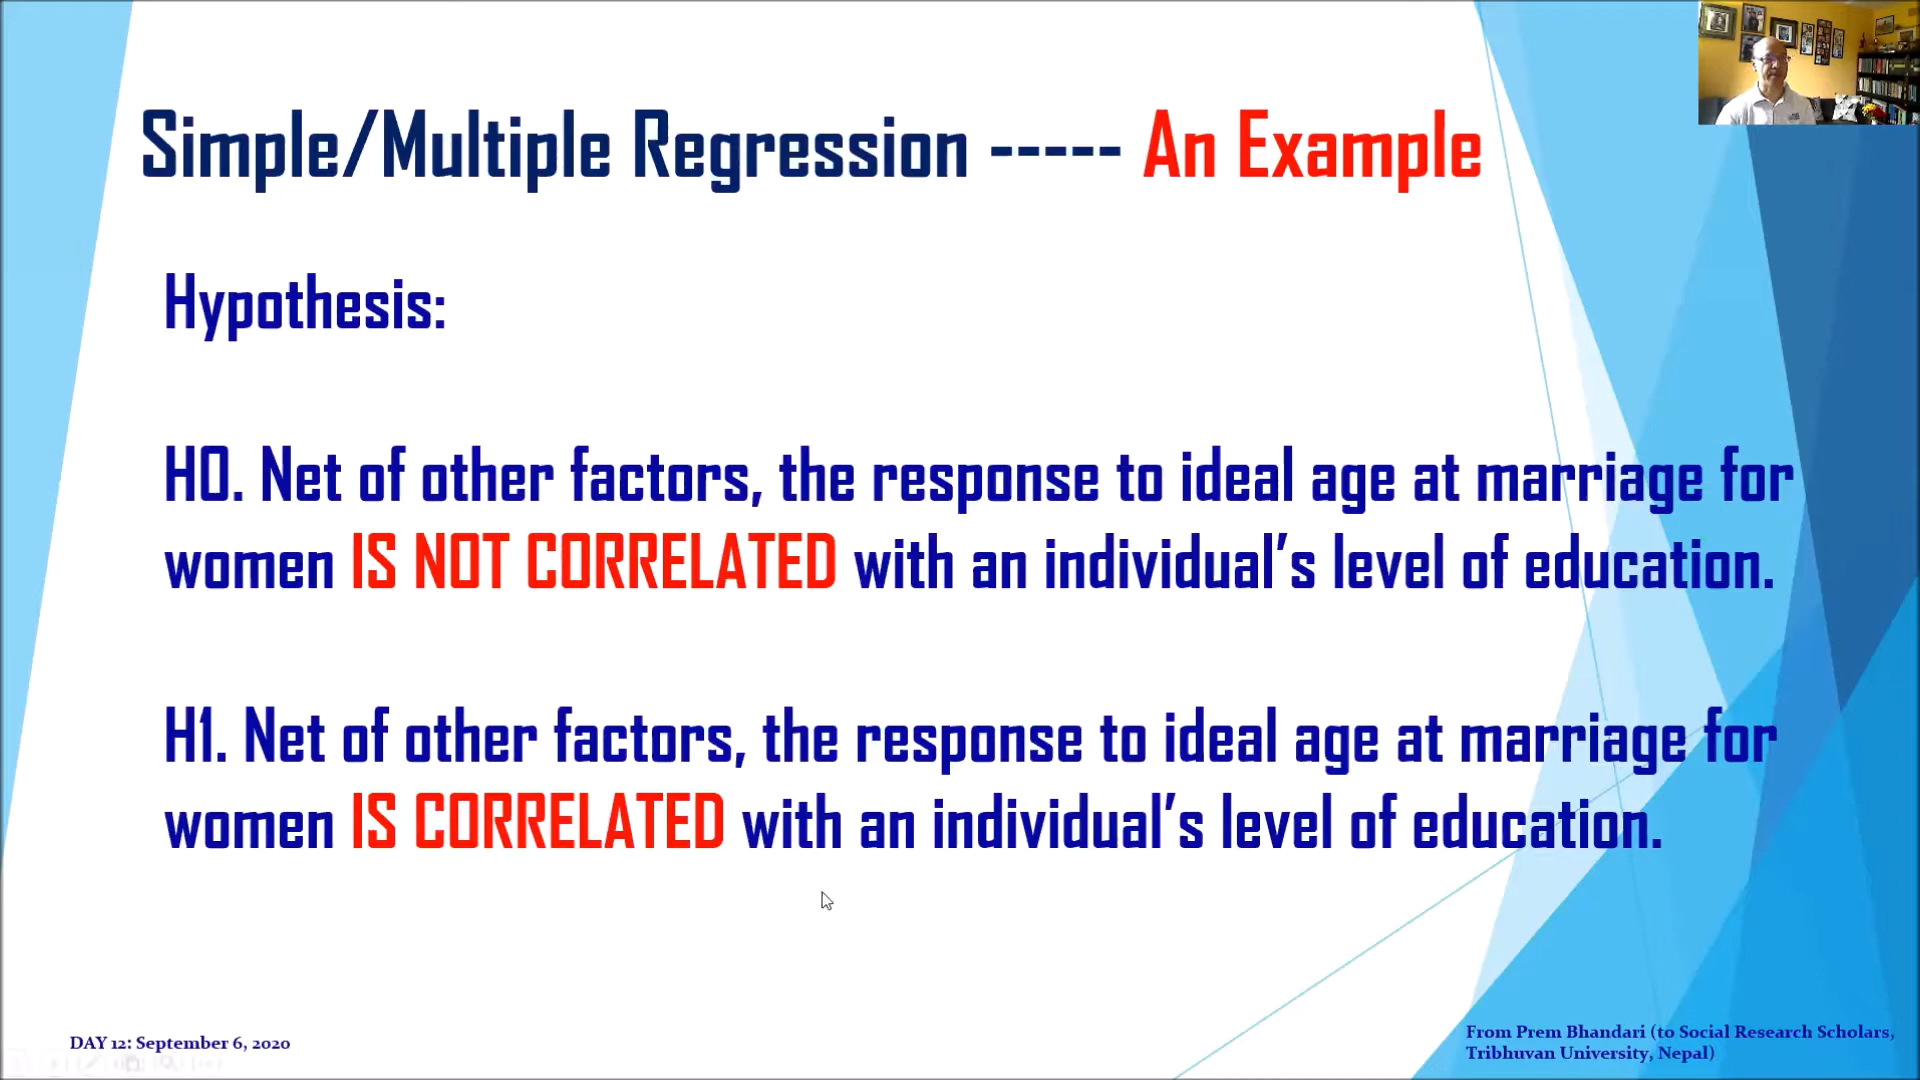 Simple/Multiple Regression ----- An Example
Hypothesis:
H0. Net of other factors, the response to ideal age at marriage for
women IS NOT CORRELATED with an individual’s level of education.
H1. Net of other factors, the response to ideal age at marriage for
women IS CORRELATED with an individual’s level of education.
DAY 12: September 6, 2020
From Prem Bhandari (to Social Research Scholars,
Tribhuvan University, Nepal)